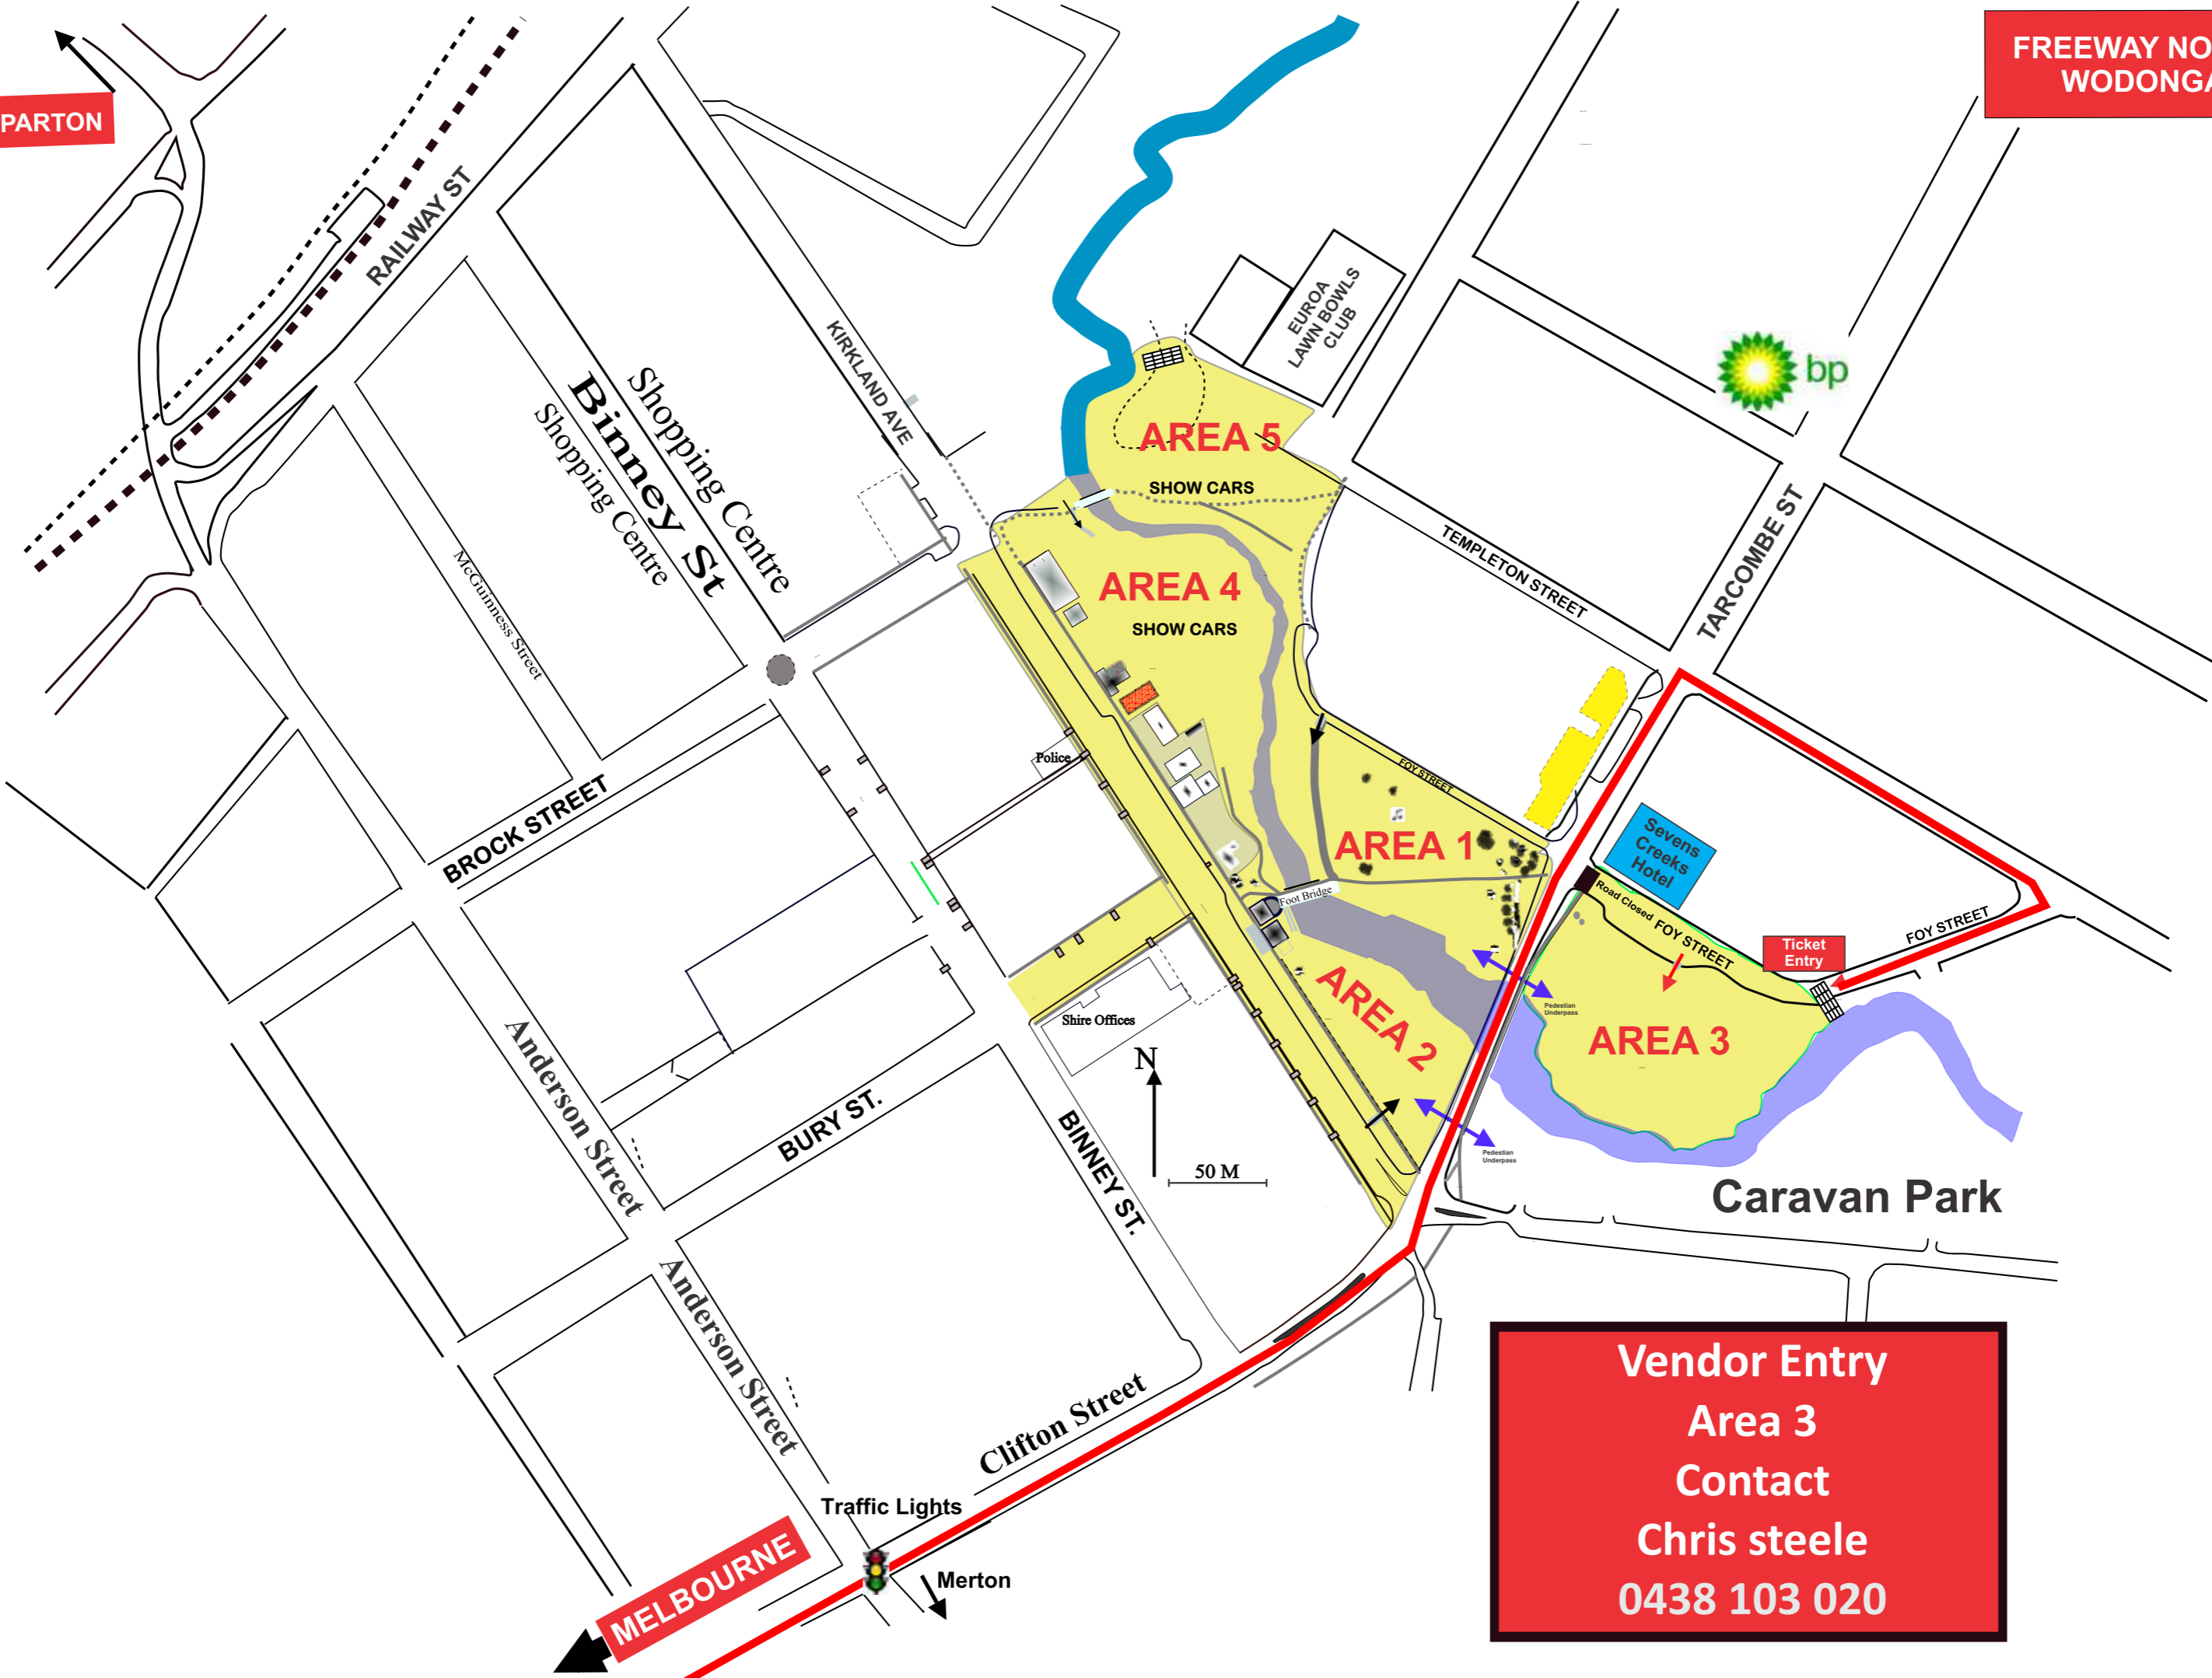 FREEWAY NO
WODONGA
PARTON
RAILWAY ST
KIRKLAND AVE
EUROA
LAWN BOWLS
CLUB
bp
Shopping Centre
Binney St
Shopping Centre
McGuinness Street
AREA 5
SHOW CARS
TEMPLETON STREET
TARCOMBE ST
AREA 4
SHOW CARS
Police
FOY STREET
BROCK STREET
AREA 1
Sevens
Creeks
Hotel
Foot Bridge
Road Closed
FOY STREET
FOY STREET
Ticket
Entry
AREA 2
Pedestian
Underpass
AREA 3
Shire Offices
N
50 M
Anderson Street
BURY ST.
BINNEY ST.
Pedestian
Underpass
Caravan Park
Anderson Street
Clifton Street
Traffic Lights
MELBOURNE
Merton
Vendor Entry
Area 3
Contact
Chris steele
0438 103 020